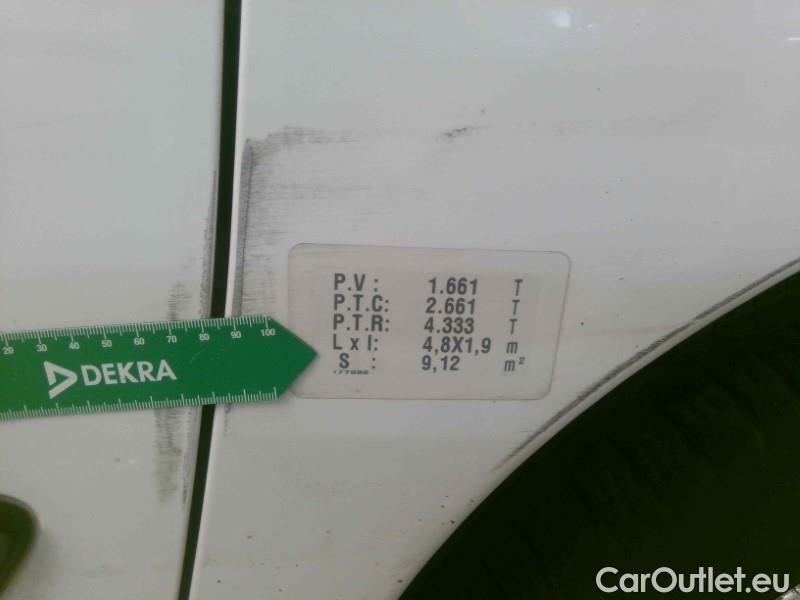 P.V : 1.661 T
P.T.C: 2.661 T
P.T.R: 4.333 T
L x l: 4,8X1,9 m
S : 9,12 m²
20 30 40 50 60 70 80 90 100
DEKRA
CarOutlet.eu